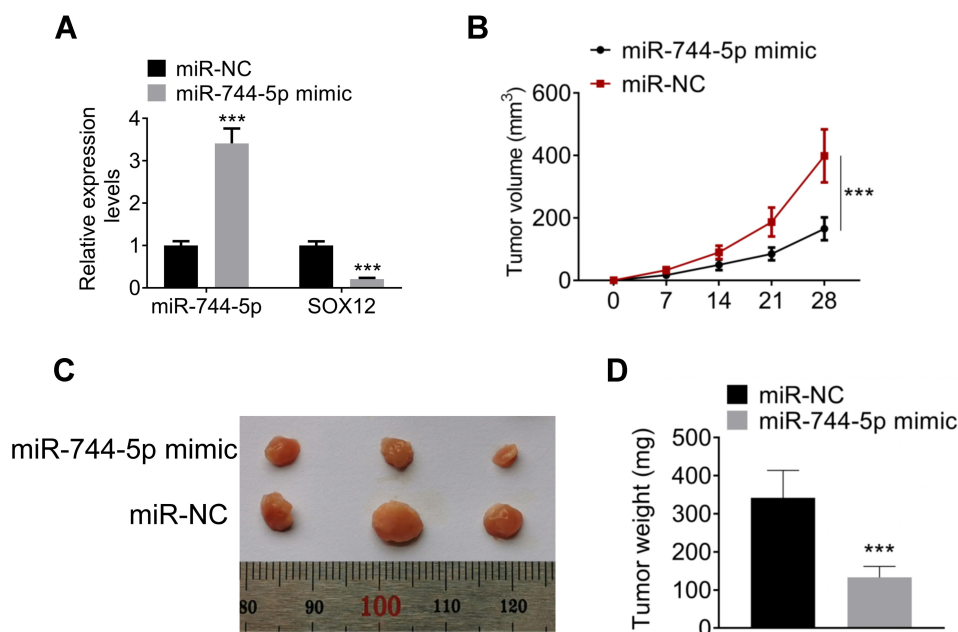 A
miR-NC
miR-744-5p mimic
Relative expression
levels
4
3
2
1
0
***
***
miR-744-5p
SOX12
B
miR-744-5p mimic
miR-NC
Tumor volume (mm³)
600
400
200
0
***
0 7 14 21 28
C
miR-744-5p mimic
miR-NC
80 90 100 110 120
D
miR-NC
miR-744-5p mimic
Tumor weight (mg)
500
400
300
200
100
0
***